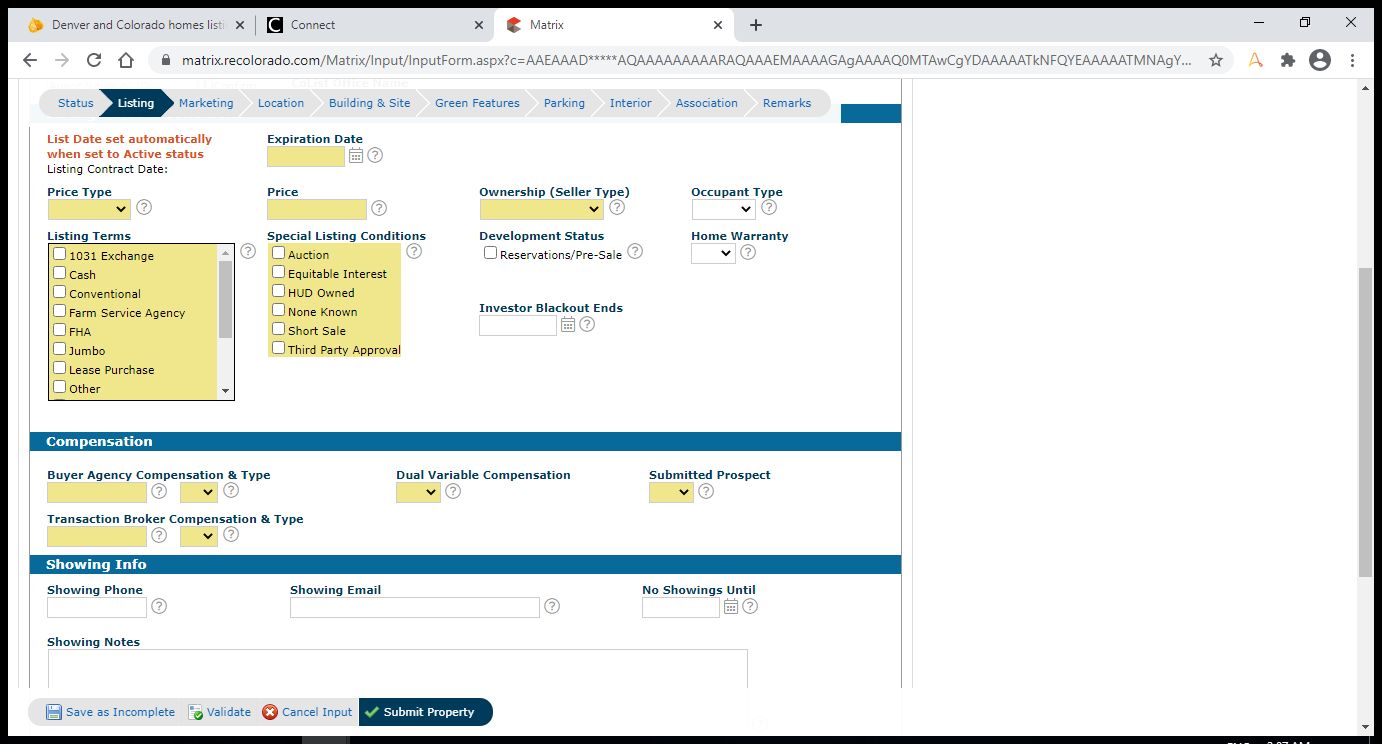 Denver and Colorado homes listi
Connect
Matrix
matrix.recolorado.com/Matrix/Input/InputForm.aspx?c=AAEAAAD*****AQAAAAAAAAARAQAAAEMAAAAGAgAAAAQ0MTAwCgYDAAAAATkNFQYEAAAAATMNAgY...
CoList Office Name
Status Listing Marketing Location Building & Site Green Features Parking Interior Association Remarks
List Date set automatically
when set to Active status
Listing Contract Date:
Expiration Date
Price Type Price Ownership (Seller Type) Occupant Type
Listing Terms Special Listing Conditions Development Status Home Warranty
1031 Exchange
Cash
Conventional
Farm Service Agency
FHA
Jumbo
Lease Purchase
Other
Auction
Equitable Interest
HUD Owned
None Known
Short Sale
Third Party Approval
Reservations/Pre-Sale
Investor Blackout Ends
Compensation
Buyer Agency Compensation & Type Dual Variable Compensation Submitted Prospect
Transaction Broker Compensation & Type
Showing Info
Showing Phone Showing Email No Showings Until
Showing Notes
Save as Incomplete Validate Cancel Input Submit Property